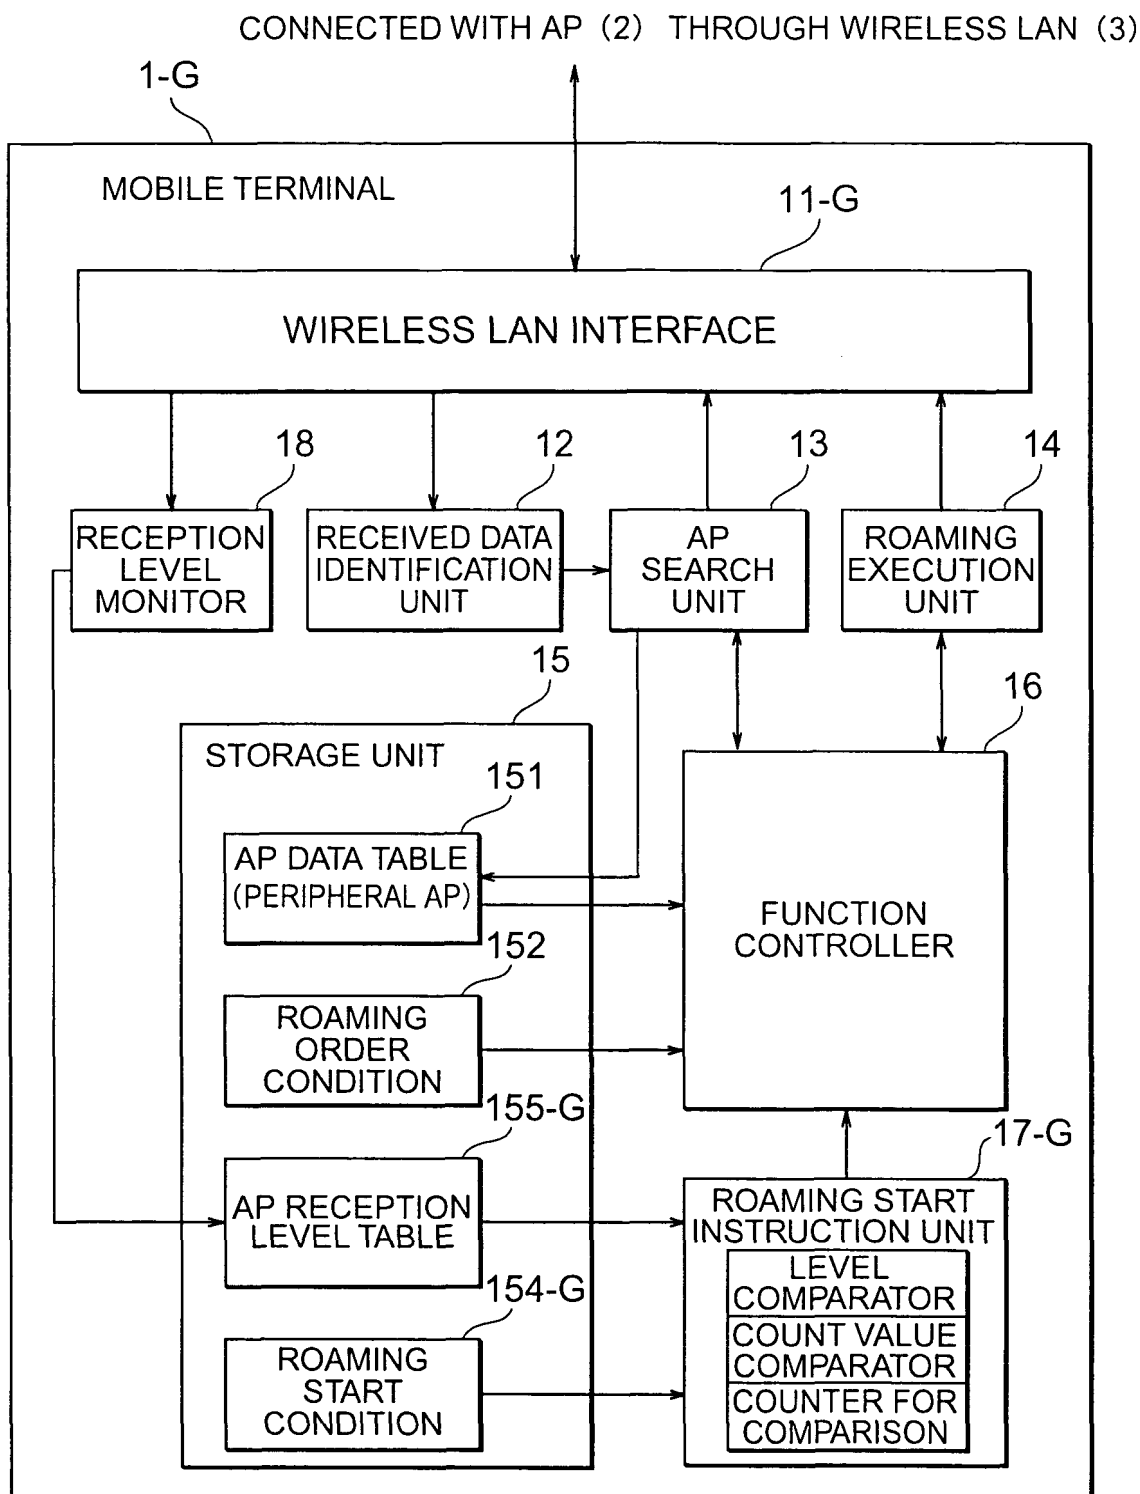 CONNECTED WITH AP (2) THROUGH WIRELESS LAN (3)
1-G
MOBILE TERMINAL
11-G
WIRELESS LAN INTERFACE
18
12
13
14
RECEPTION
LEVEL
MONITOR
RECEIVED DATA
IDENTIFICATION
UNIT
AP
SEARCH
UNIT
ROAMING
EXECUTION
UNIT
15
16
STORAGE UNIT
151
AP DATA TABLE
(PERIPHERAL AP)
FUNCTION
CONTROLLER
152
ROAMING
ORDER
CONDITION
155-G
AP RECEPTION
LEVEL TABLE
17-G
ROAMING START
INSTRUCTION UNIT
LEVEL
COMPARATOR
COUNT VALUE
COMPARATOR
COUNTER FOR
COMPARISON
154-G
ROAMING
START
CONDITION